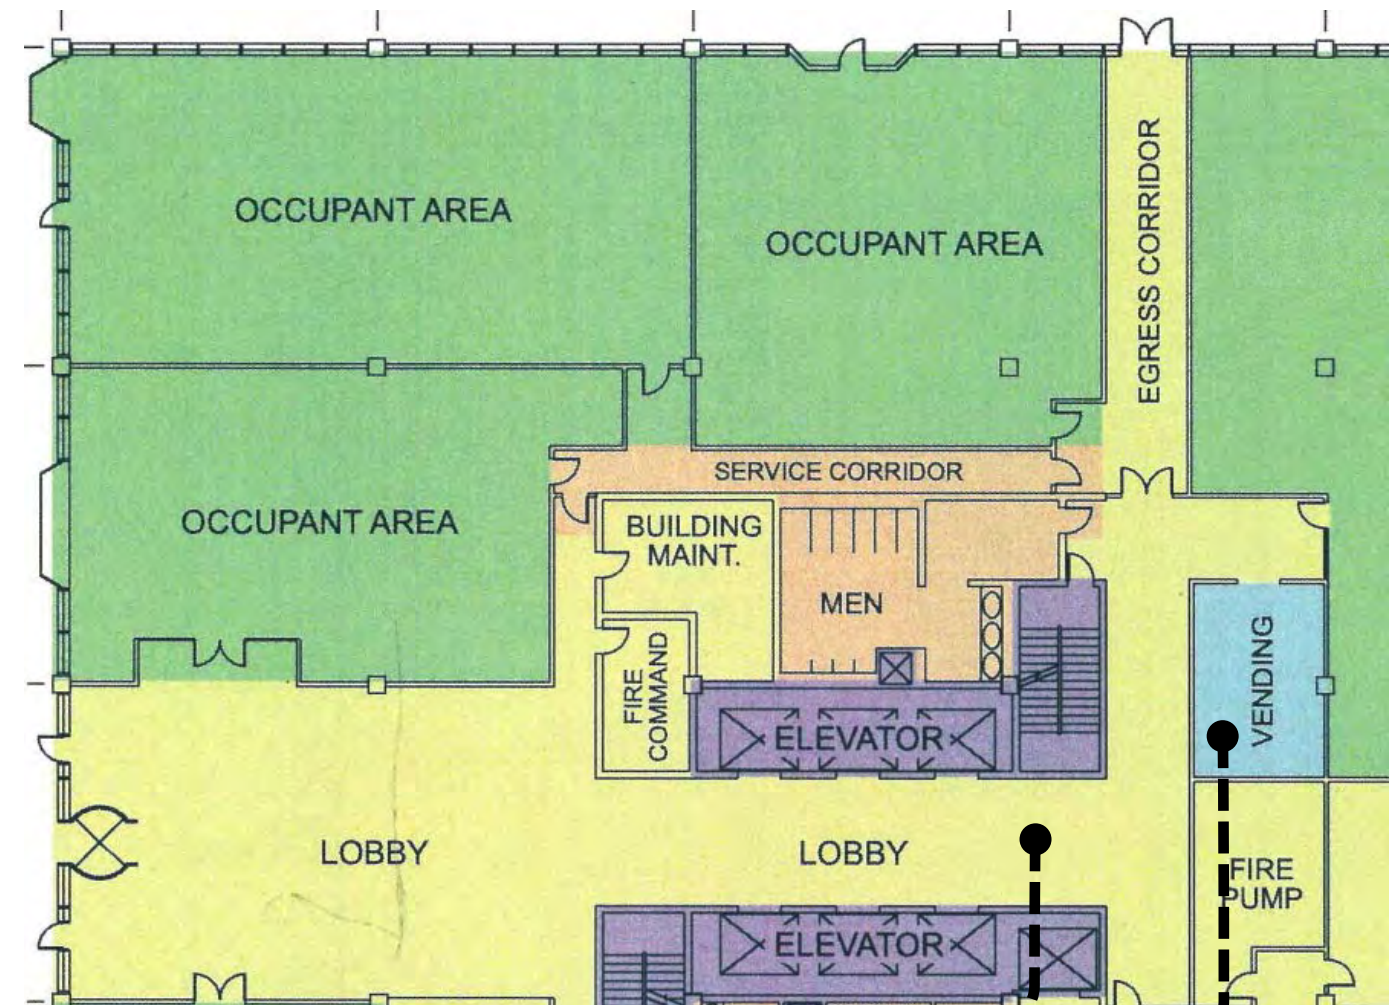 OCCUPANT AREA
OCCUPANT AREA
EGRESS CORRIDOR
SERVICE CORRIDOR
OCCUPANT AREA
BUILDING
MAINT.
MEN
FIRE
COMMAND
VENDING
ELEVATOR
LOBBY
LOBBY
FIRE
PUMP
ELEVATOR